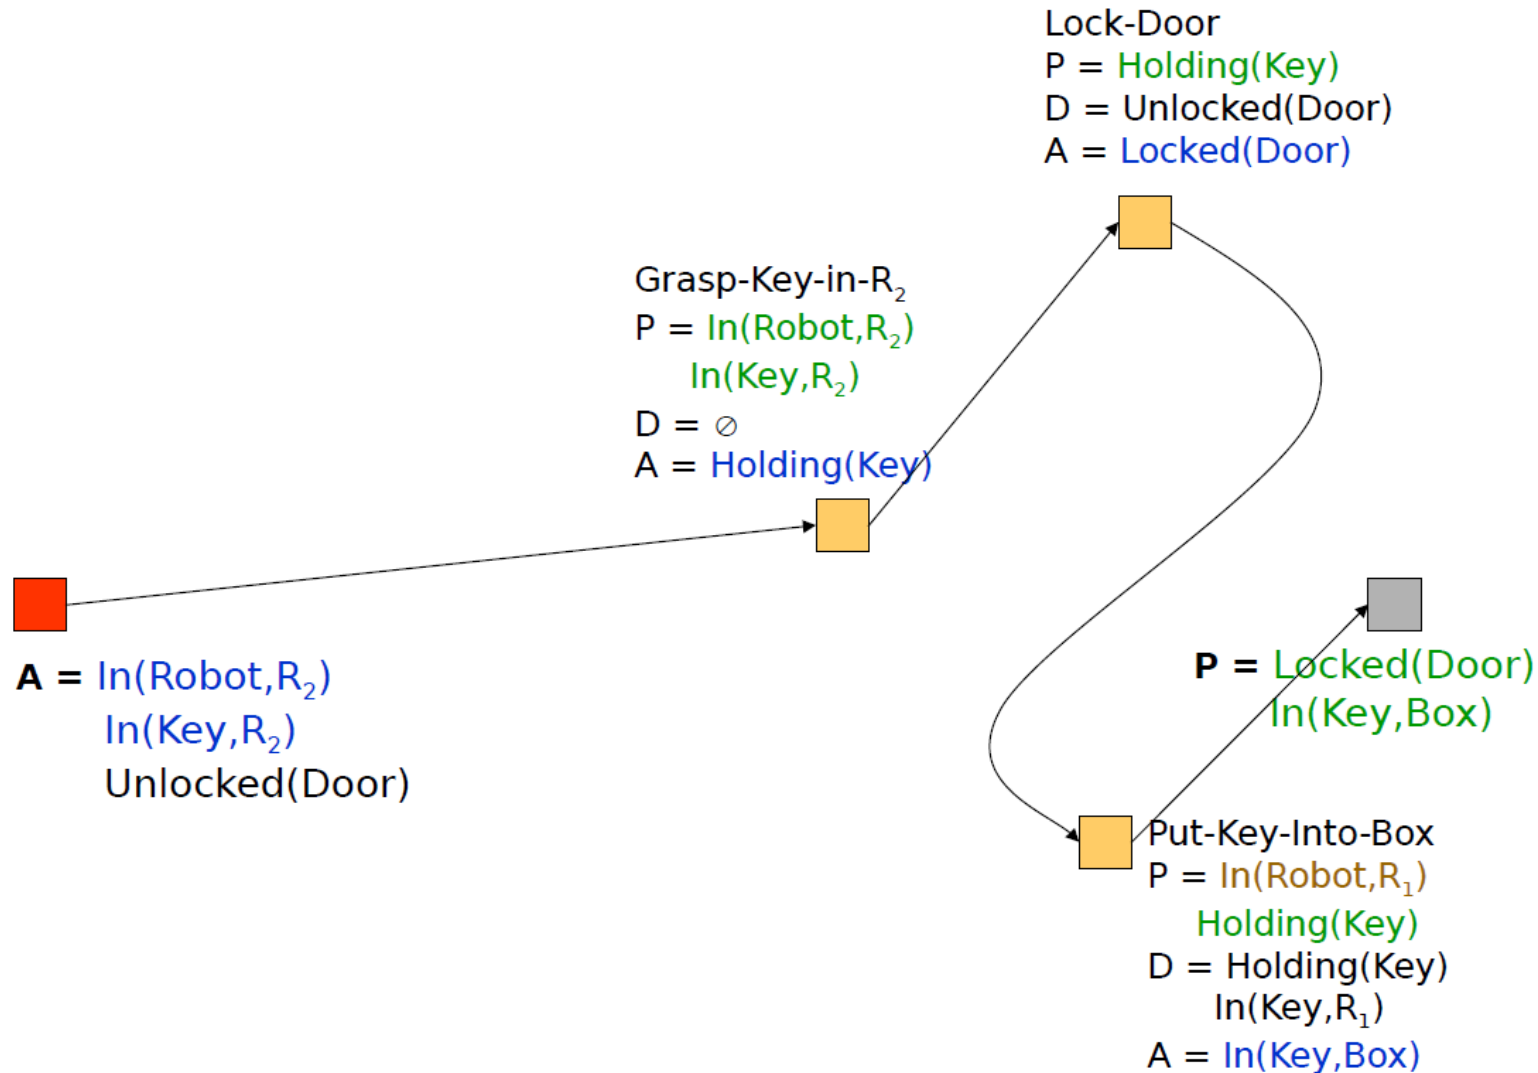 Lock-Door
P = Holding(Key)
D = Unlocked(Door)
A = Locked(Door)
Grasp-Key-in-R₂
P = In(Robot,R₂)
In(Key,R₂)
D = ∅
A = Holding(Key)
A = In(Robot,R₂)
In(Key,R₂)
Unlocked(Door)
P = Locked(Door)
In(Key,Box)
Put-Key-Into-Box
P = In(Robot,R₁)
Holding(Key)
D = Holding(Key)
In(Key,R₁)
A = In(Key,Box)